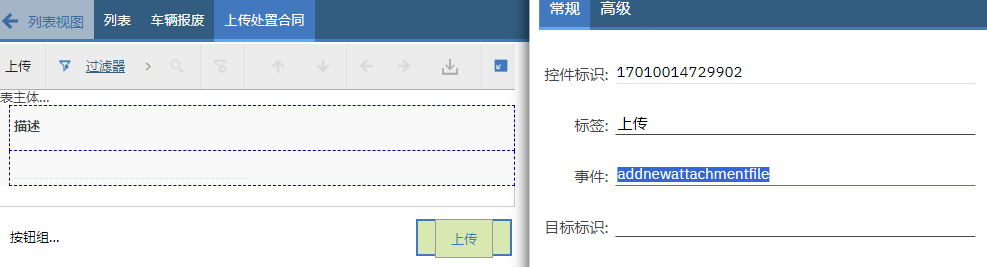 列表视图 列表 车辆报废 上传处置合同
上传 过滤器
表主体...
描述
按钮组... 上传
常规 高级
控件标识: 17010014729902
标签: 上传
事件: addnewattachmentfile
目标标识: